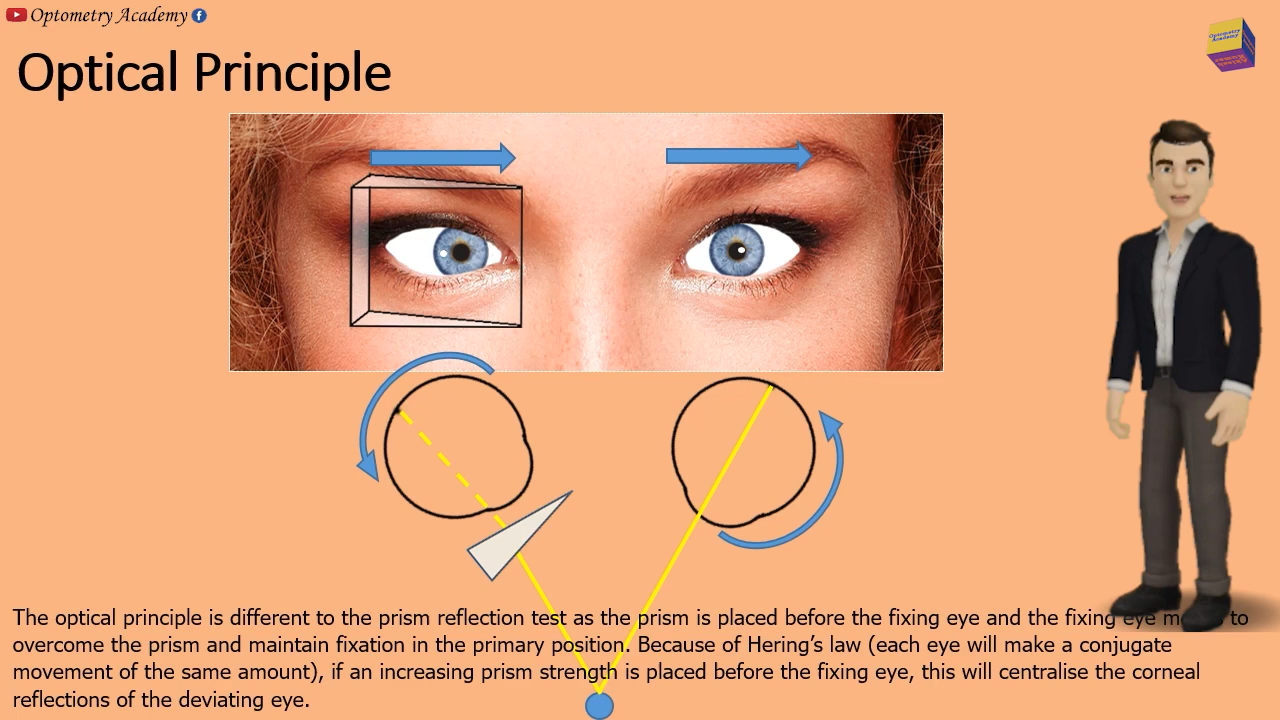 Optometry Academy
Optical Principle
Optometry
Academy
The optical principle is different to the prism reflection test as the prism is placed before the fixing eye and the fixing eye to
overcome the prism and maintain fixation in the primary position. Because of Hering’s law (each eye will make a conjugate
movement of the same amount), if an increasing prism strength is placed before the fixing eye, this will centralise the corneal
reflections of the deviating eye.